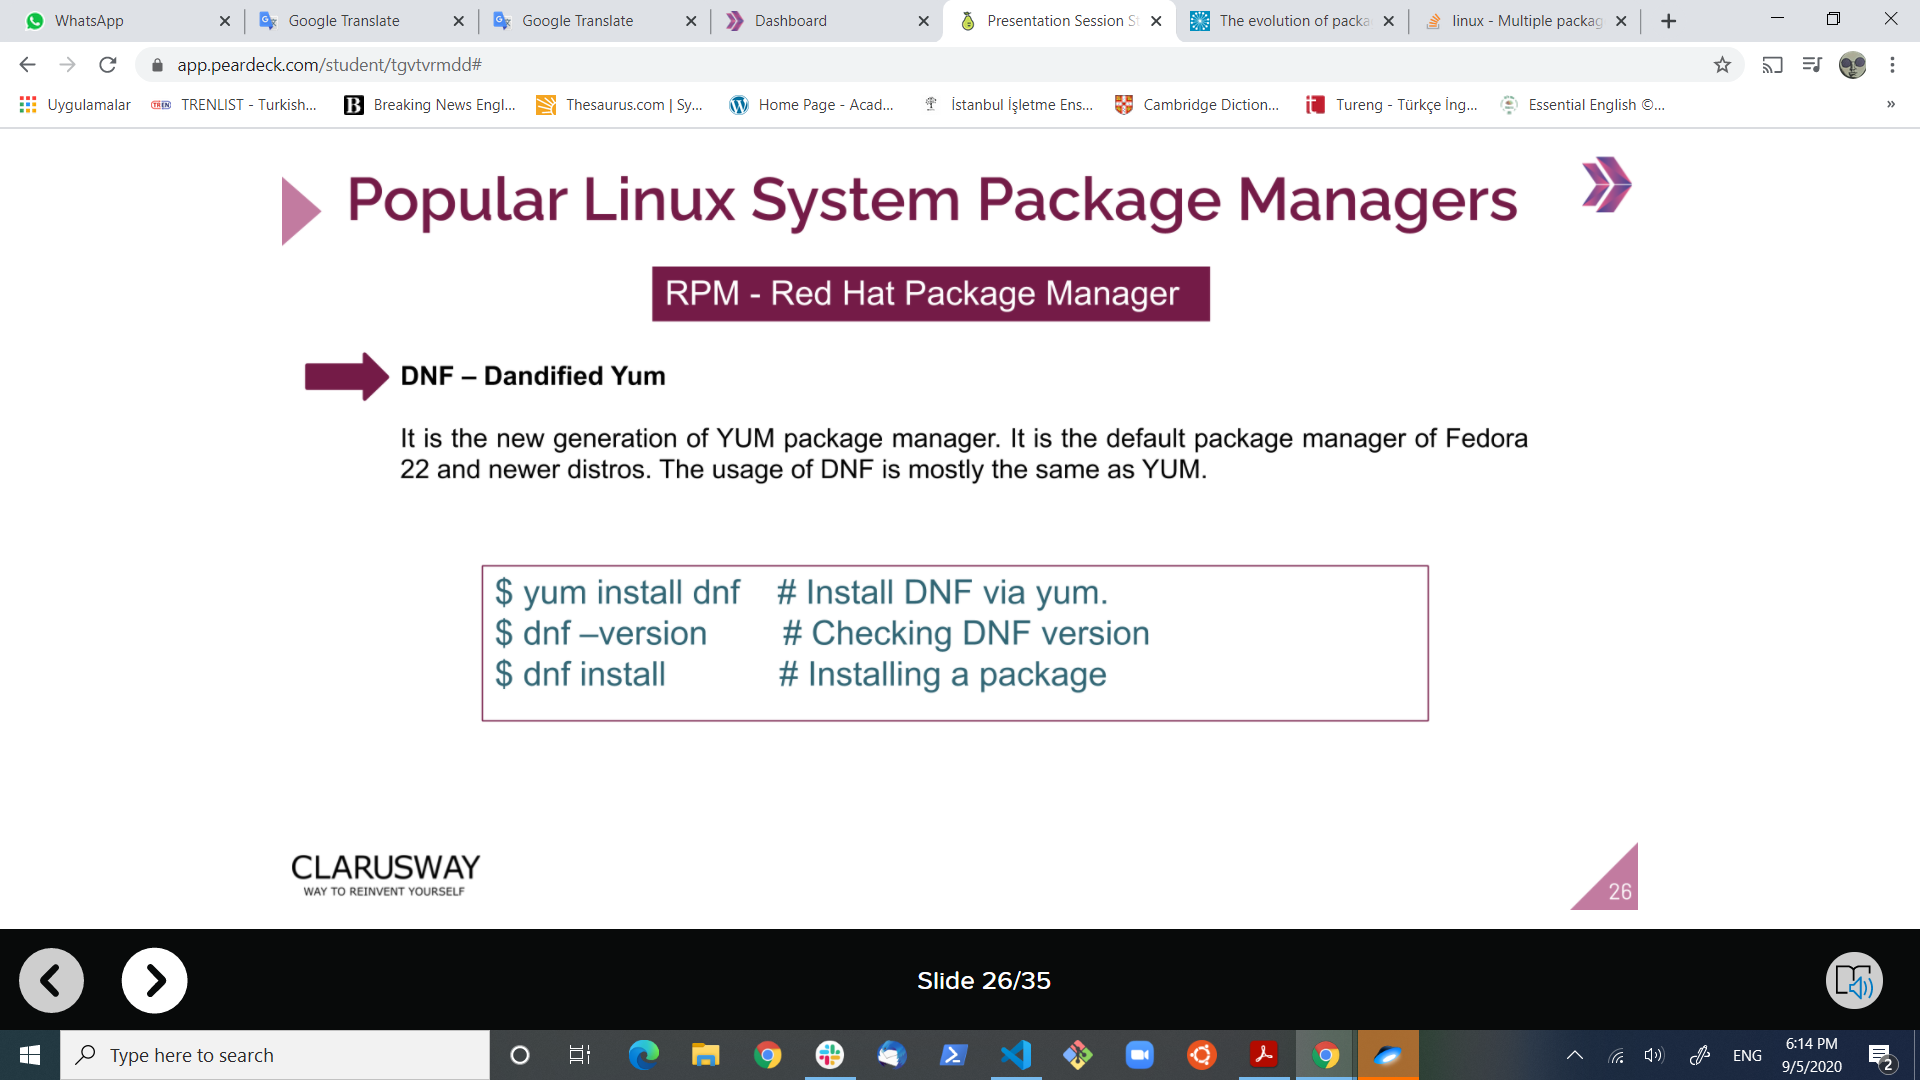 WhatsApp
Google Translate
Google Translate
Dashboard
Presentation Session St
The evolution of packa
linux - Multiple packag
app.peardeck.com/student/tgvtvrmdd#
Uygulamalar
TREN
TRENLIST - Turkish...
B
Breaking News Engl...
Thesaurus.com | Sy...
Home Page - Acad...
İstanbul İşletme Ens...
Cambridge Diction...
Tureng - Türkçe İng...
Essential English ©...
»
Popular Linux System Package Managers
RPM - Red Hat Package Manager
DNF – Dandified Yum
It is the new generation of YUM package manager. It is the default package manager of Fedora
22 and newer distros. The usage of DNF is mostly the same as YUM.
$ yum install dnf # Install DNF via yum.
$ dnf –version # Checking DNF version
$ dnf install # Installing a package
CLARUSWAY
WAY TO REINVENT YOURSELF
26
Slide 26/35
Type here to search
ENG
6:14 PM
9/5/2020
2